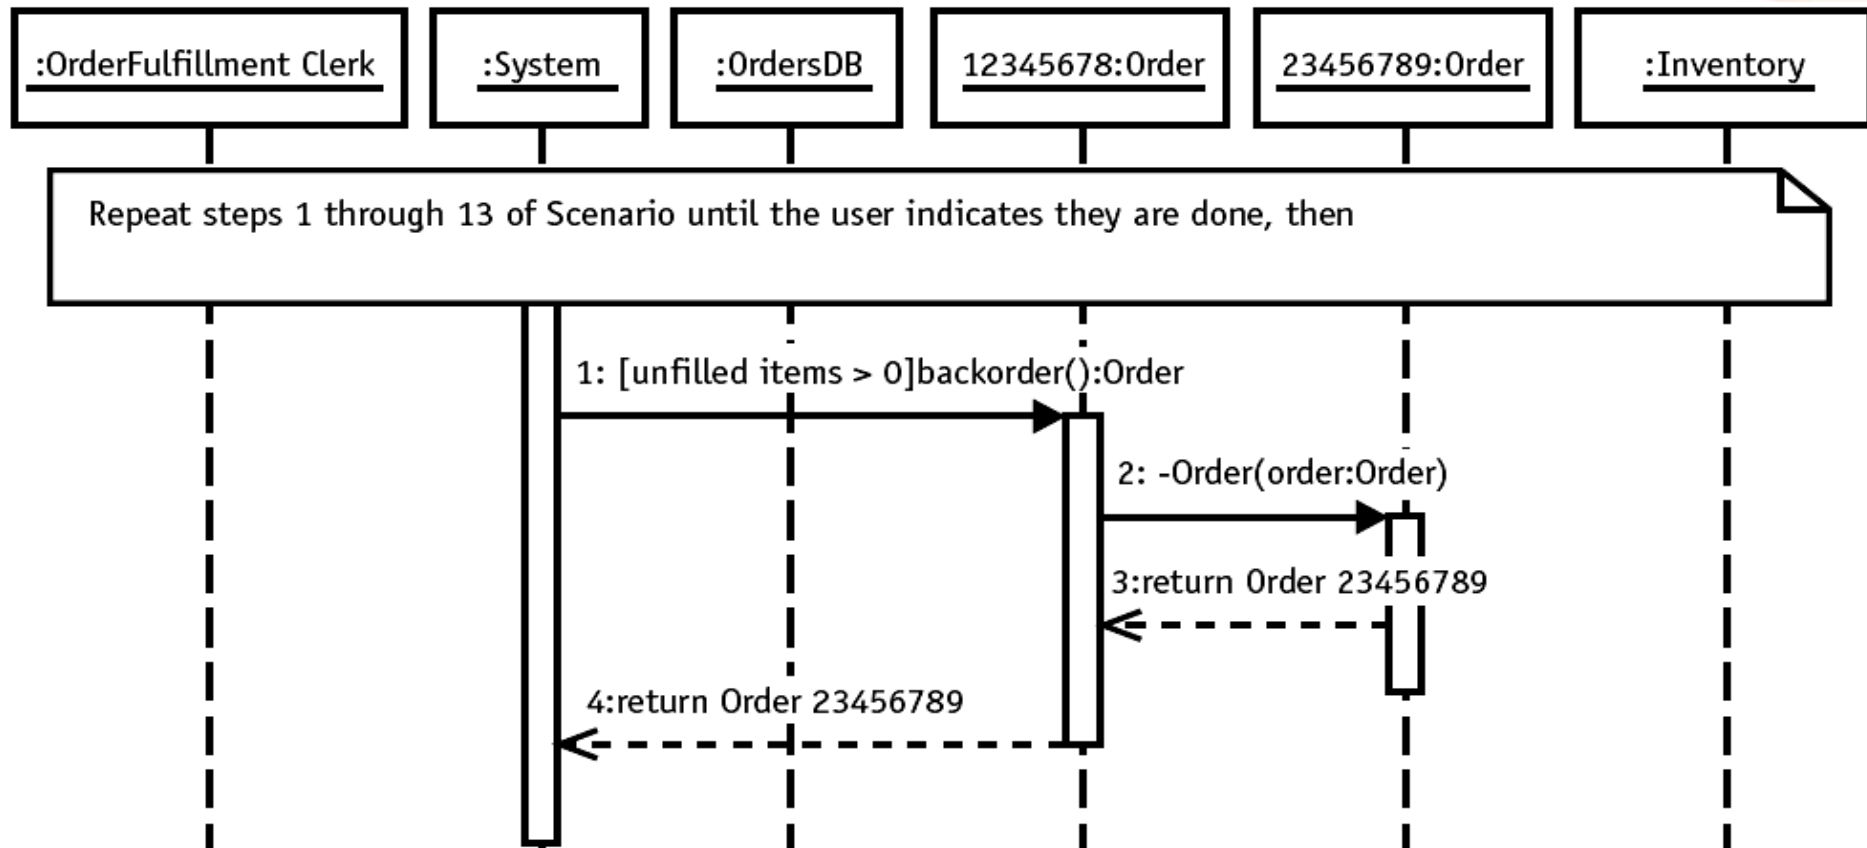 :OrderFulfillment Clerk
:System
:OrdersDB
12345678:Order
23456789:Order
:Inventory
Repeat steps 1 through 13 of Scenario until the user indicates they are done, then
1: [unfilled items > 0]backorder():Order
2: -Order(order:Order)
3:return Order 23456789
4:return Order 23456789